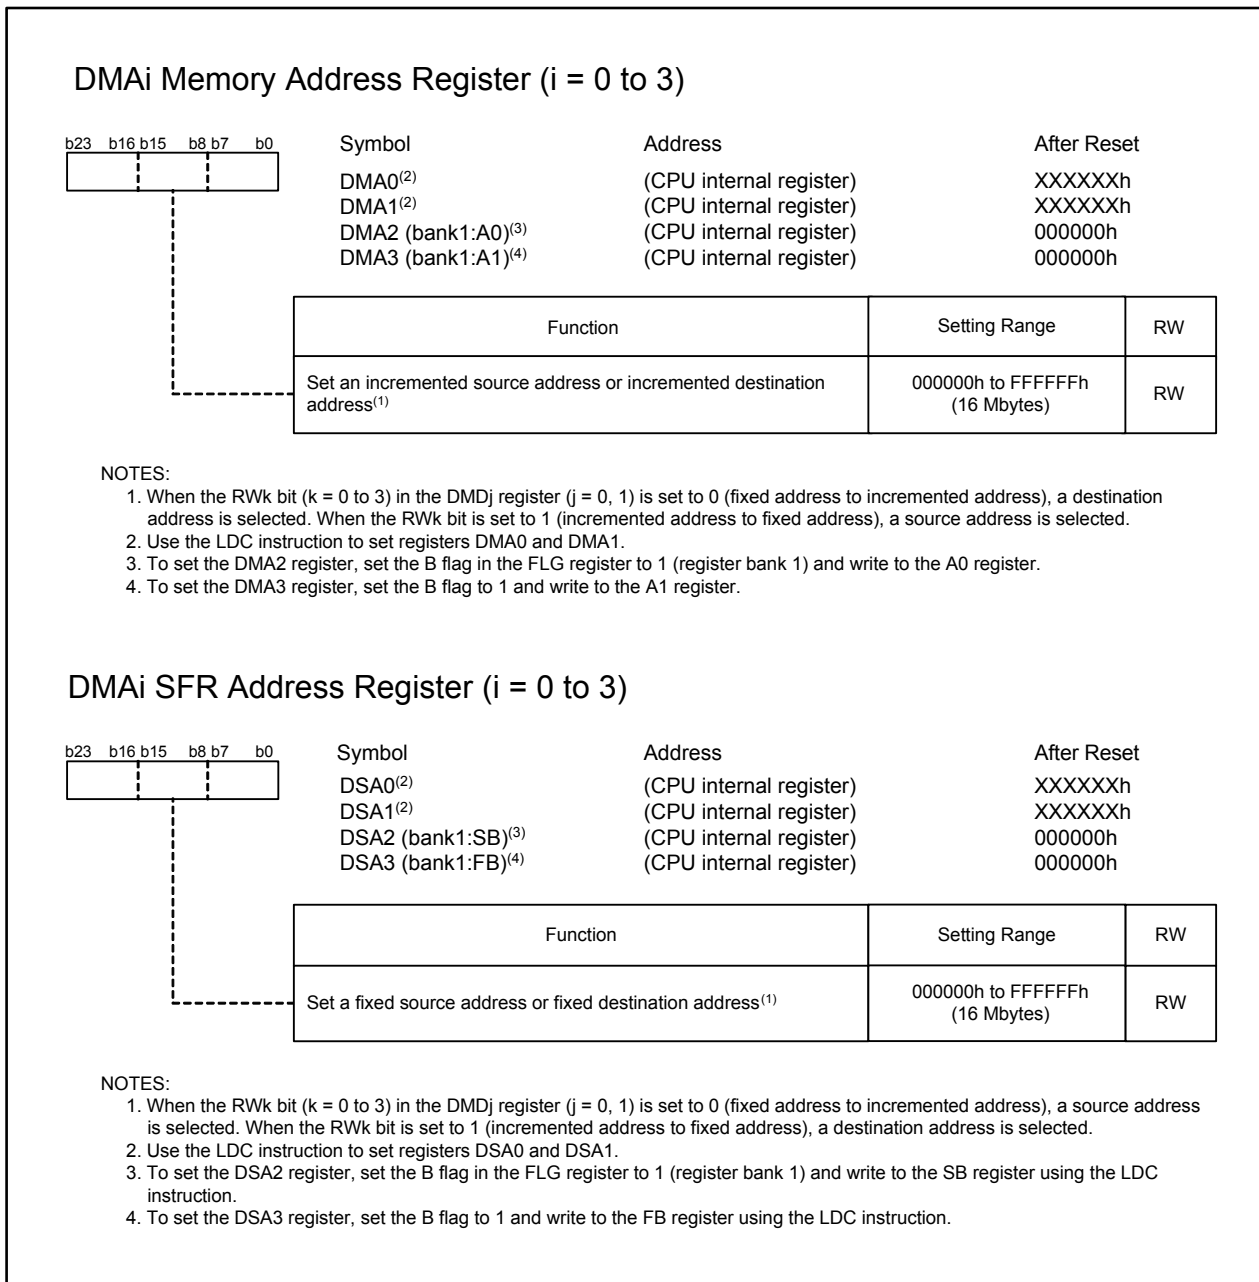 DMAi Memory Address Register (i = 0 to 3)
b23 b16 b15 b8 b7 b0
Symbol Address After Reset
DMA0(2) (CPU internal register) XXXXXXh
DMA1(2) (CPU internal register) XXXXXXh
DMA2 (bank1:A0)(3) (CPU internal register) 000000h
DMA3 (bank1:A1)(4) (CPU internal register) 000000h
Function Setting Range RW
Set an incremented source address or incremented destination
address(1)
000000h to FFFFFFh
(16 Mbytes)
RW
NOTES:
1. When the RWk bit (k = 0 to 3) in the DMDj register (j = 0, 1) is set to 0 (fixed address to incremented address), a destination
address is selected. When the RWk bit is set to 1 (incremented address to fixed address), a source address is selected.
2. Use the LDC instruction to set registers DMA0 and DMA1.
3. To set the DMA2 register, set the B flag in the FLG register to 1 (register bank 1) and write to the A0 register.
4. To set the DMA3 register, set the B flag to 1 and write to the A1 register.
DMAi SFR Address Register (i = 0 to 3)
b23 b16 b15 b8 b7 b0
Symbol Address After Reset
DSA0(2) (CPU internal register) XXXXXXh
DSA1(2) (CPU internal register) XXXXXXh
DSA2 (bank1:SB)(3) (CPU internal register) 000000h
DSA3 (bank1:FB)(4) (CPU internal register) 000000h
Function Setting Range RW
Set a fixed source address or fixed destination address(1)
000000h to FFFFFFh
(16 Mbytes)
RW
NOTES:
1. When the RWk bit (k = 0 to 3) in the DMDj register (j = 0, 1) is set to 0 (fixed address to incremented address), a source address
is selected. When the RWk bit is set to 1 (incremented address to fixed address), a destination address is selected.
2. Use the LDC instruction to set registers DSA0 and DSA1.
3. To set the DSA2 register, set the B flag in the FLG register to 1 (register bank 1) and write to the SB register using the LDC
instruction.
4. To set the DSA3 register, set the B flag to 1 and write to the FB register using the LDC instruction.